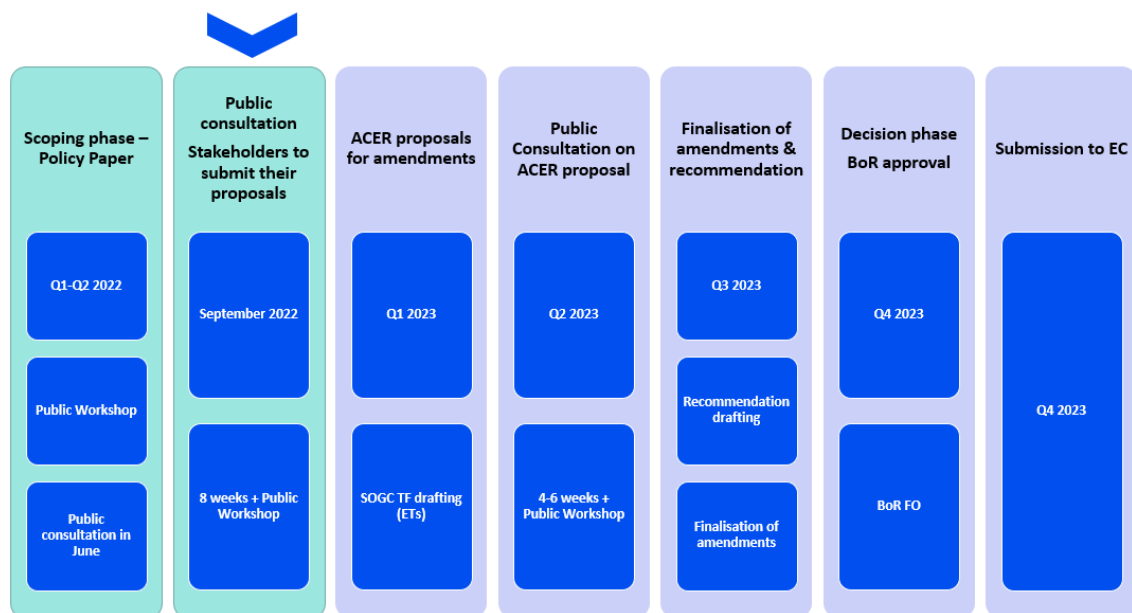 Scoping phase –
Policy Paper
Q1-Q2 2022
Public Workshop
Public
consultation in
June
Public
consultation
Stakeholders to
submit their
proposals
September 2022
8 weeks + Public
Workshop
ACER proposals
for amendments
Q1 2023
SOGC TF drafting
(ETs)
Public
Consultation on
ACER proposal
Q2 2023
4-6 weeks +
Public Workshop
Finalisation of
amendments &
recommendation
Q3 2023
Recommendation
drafting
Finalisation of
amendments
Decision phase
BoR approval
Q4 2023
BoR FO
Submission to EC
Q4 2023